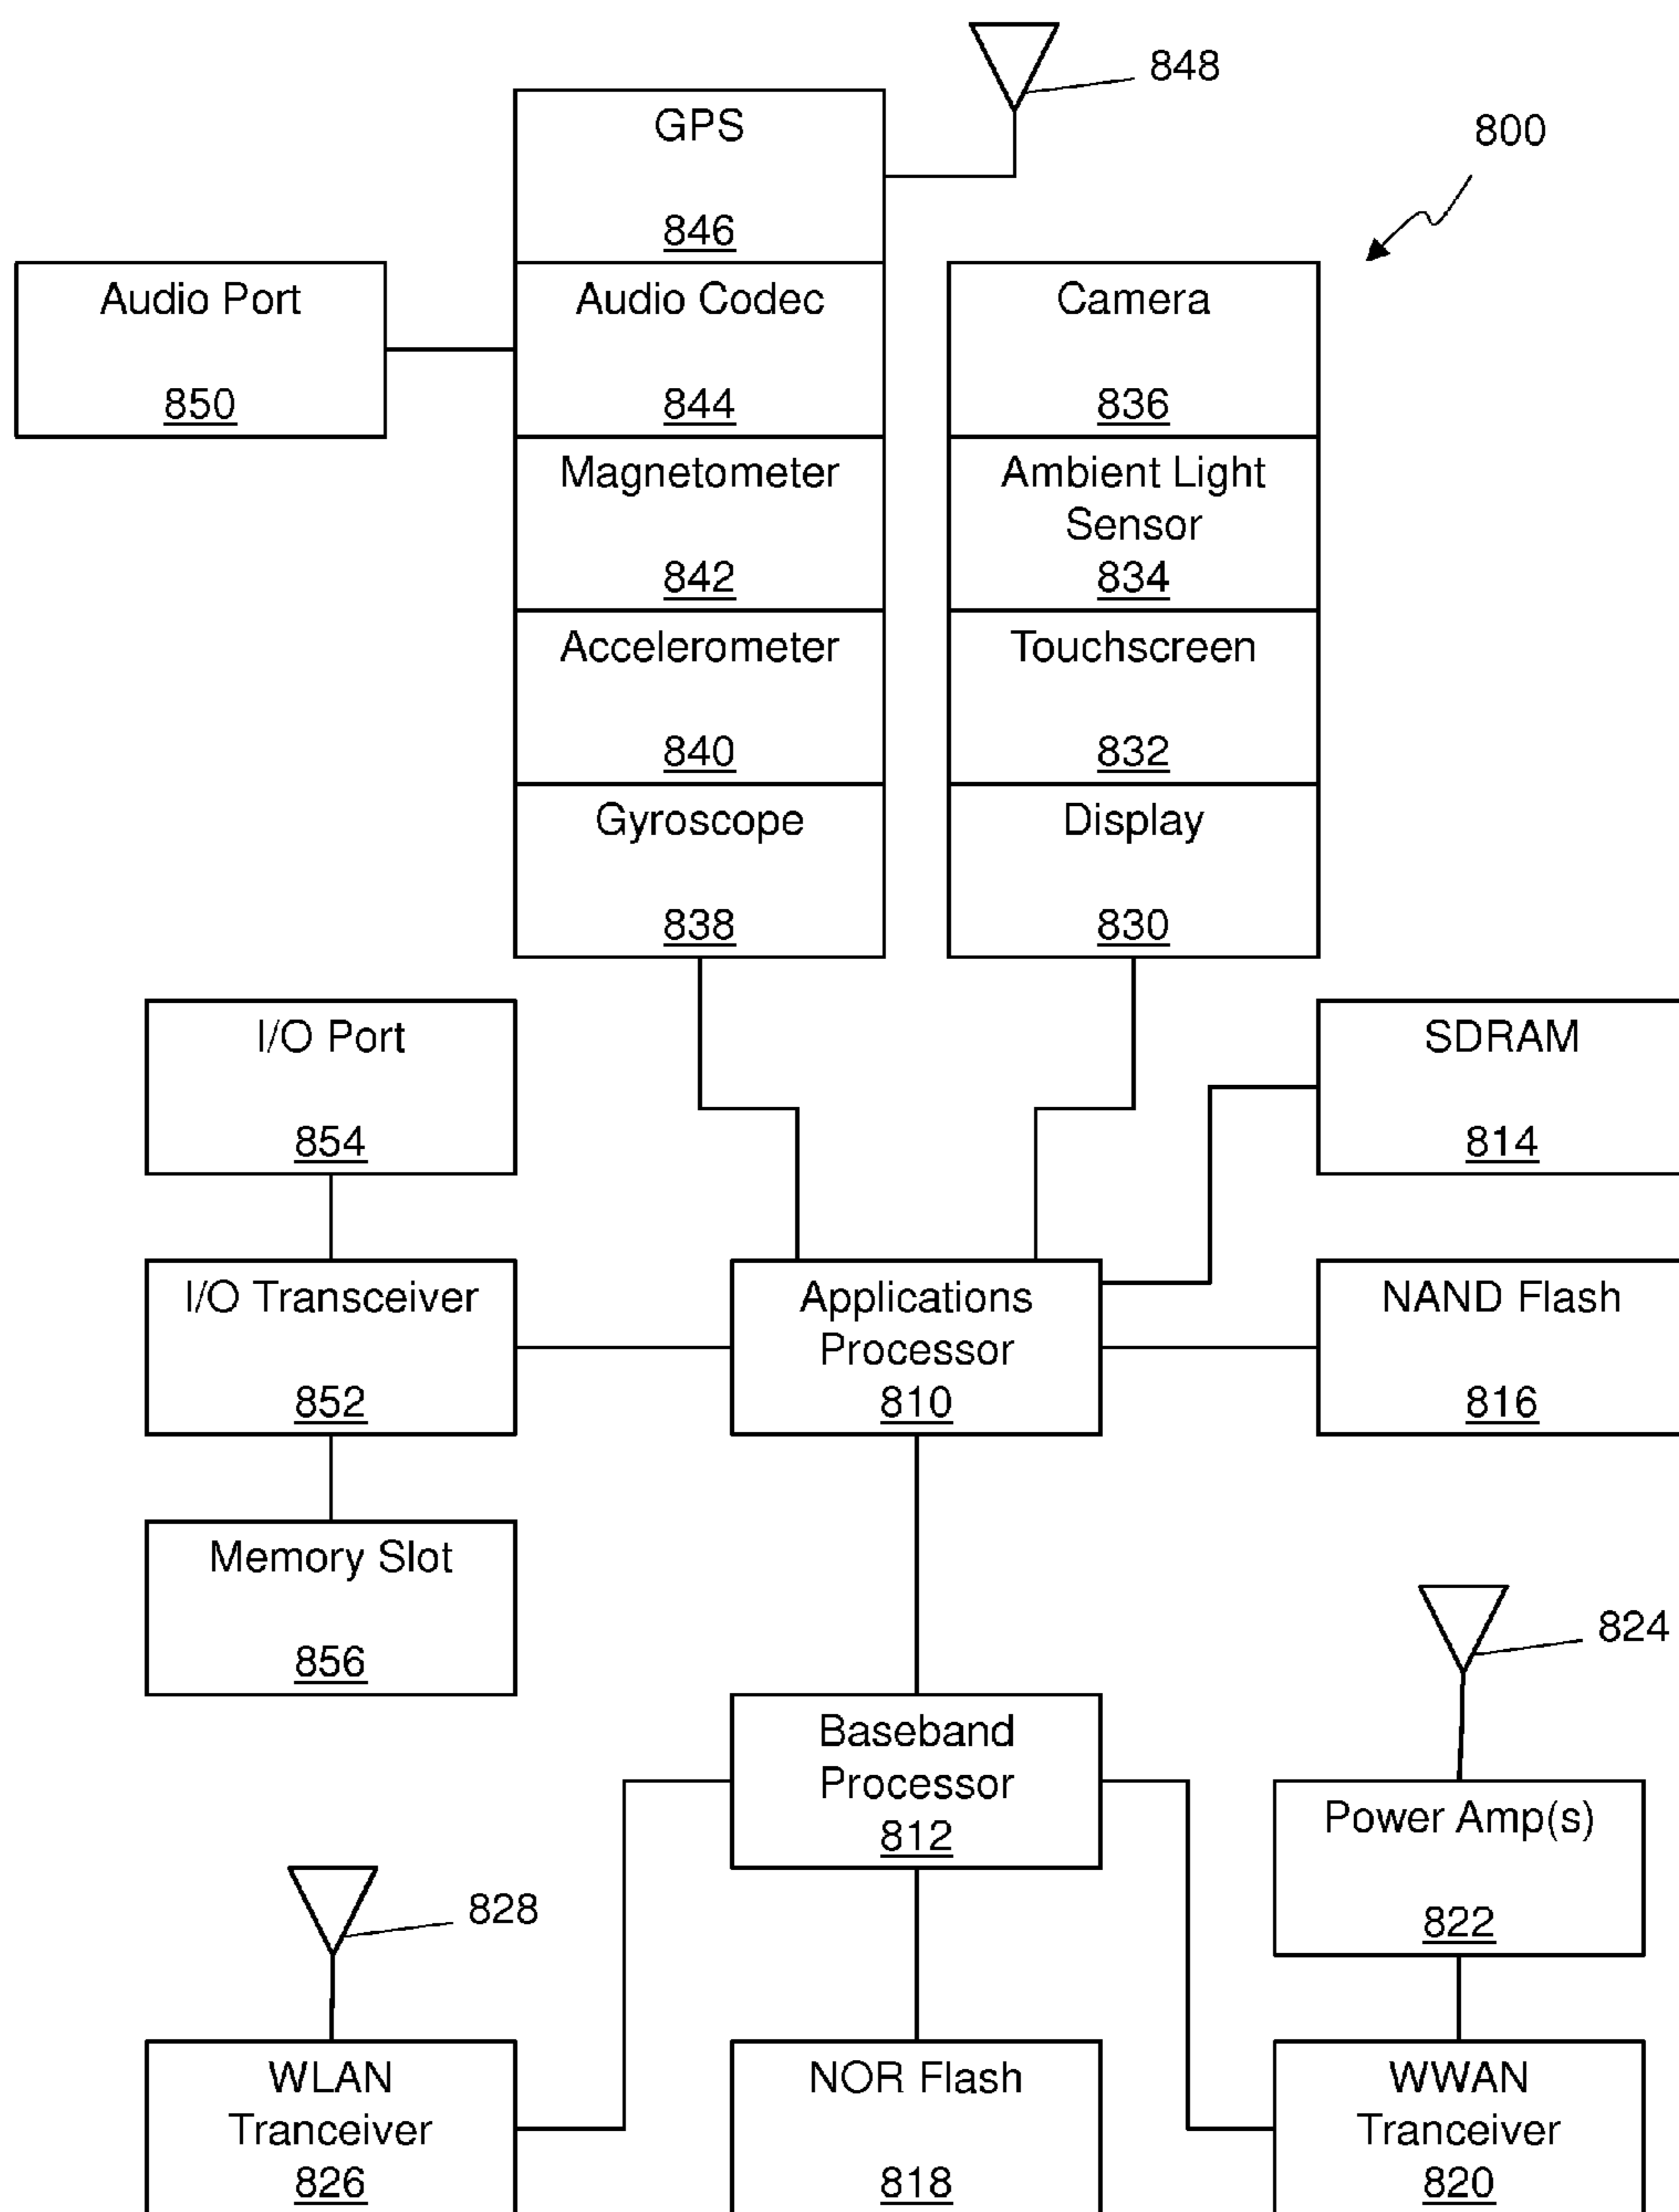 848
800
GPS
846
Audio Port
850
Audio Codec
844
Camera
836
Magnetometer
842
Ambient Light
Sensor
834
Accelerometer
840
Touchscreen
832
Gyroscope
838
Display
830
I/O Port
854
SDRAM
814
I/O Transceiver
852
Applications
Processor
810
NAND Flash
816
Memory Slot
856
824
Baseband
Processor
812
Power Amp(s)
822
828
WLAN
Tranceiver
826
NOR Flash
818
WWAN
Tranceiver
820